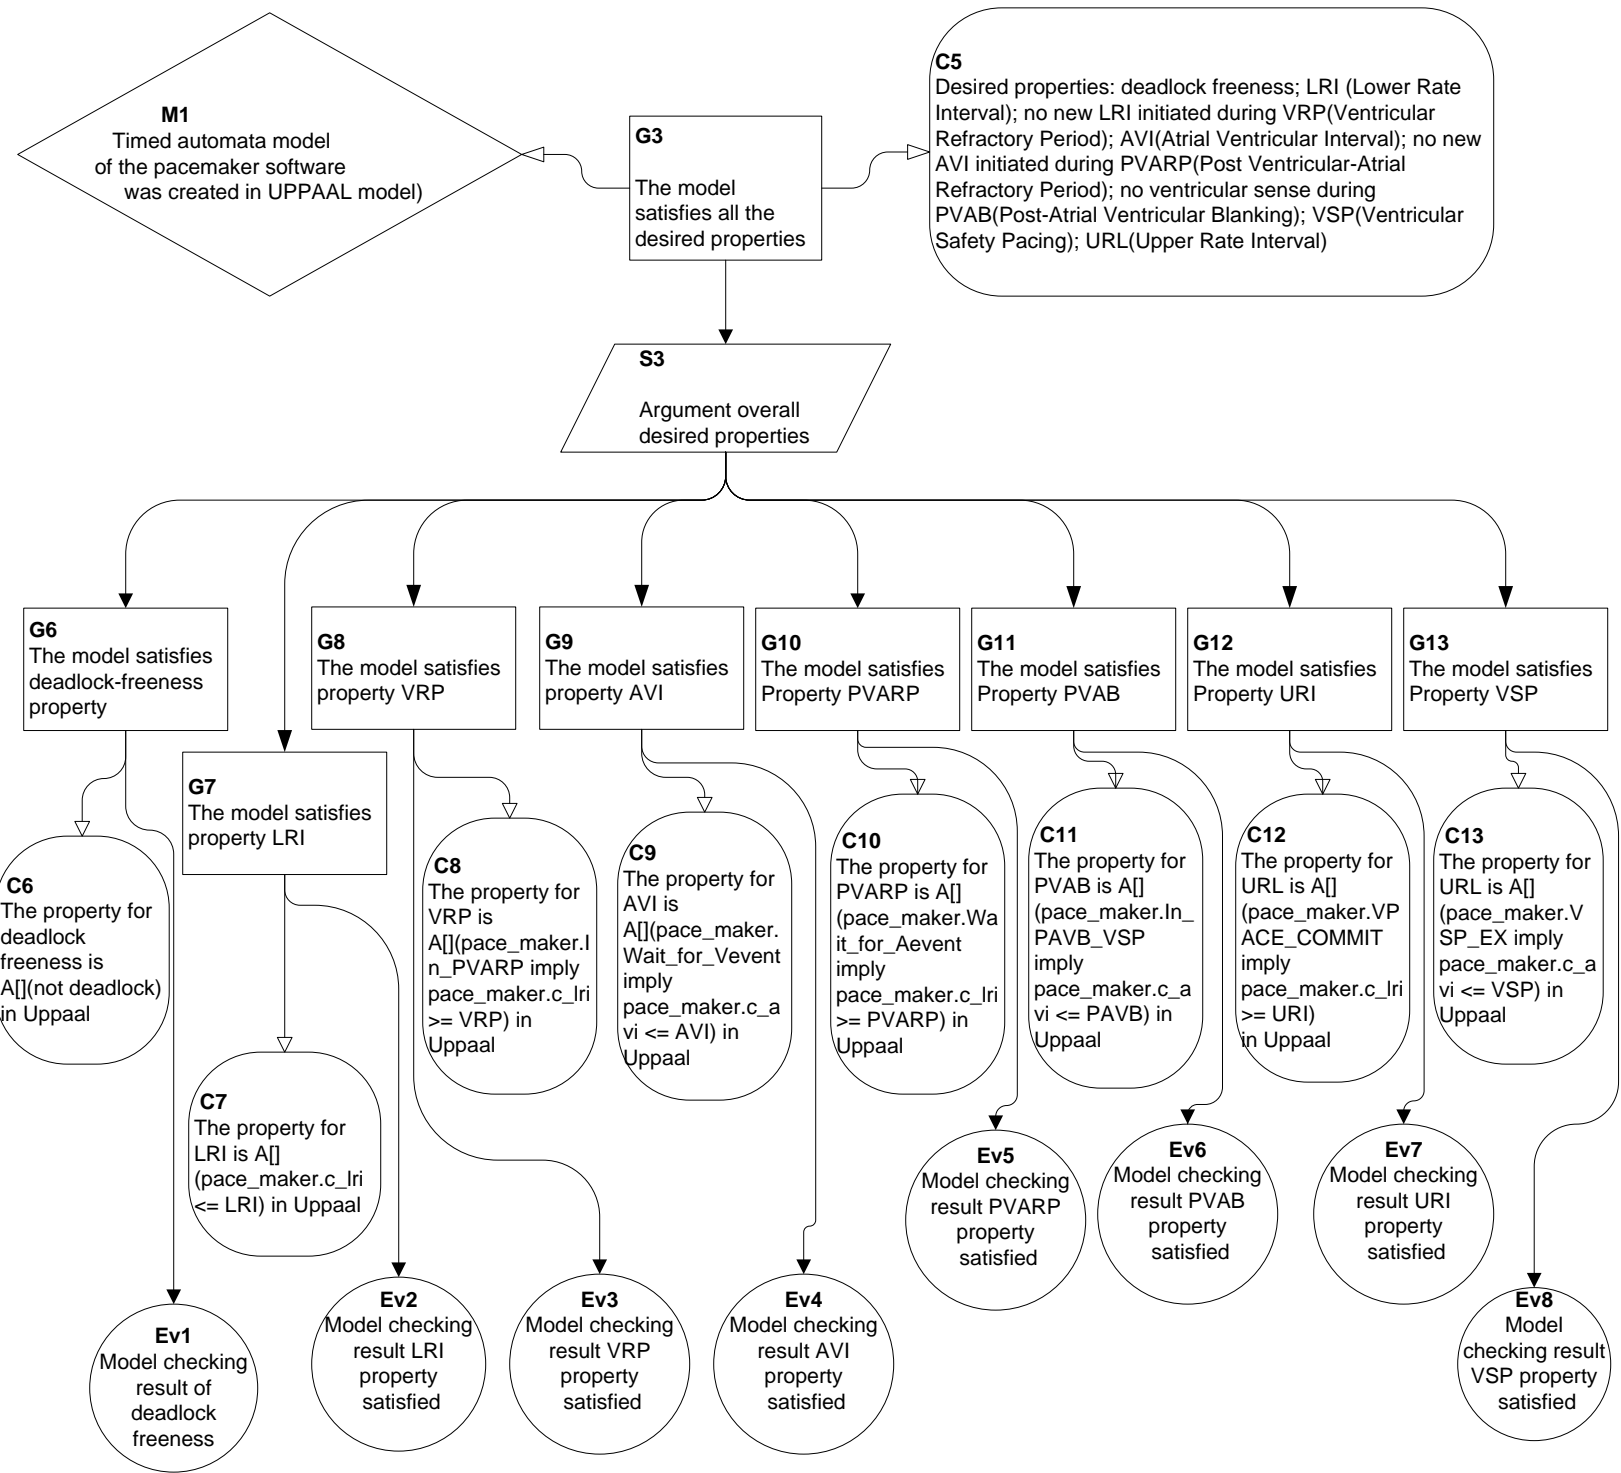 M1
Timed automata model
of the pacemaker software
was created in UPPAAL model)
G3
The model
satisfies all the
desired properties
C5
Desired properties: deadlock freeness; LRI (Lower Rate
Interval); no new LRI initiated during VRP(Ventricular
Refractory Period); AVI(Atrial Ventricular Interval); no new
AVI initiated during PVARP(Post Ventricular-Atrial
Refractory Period); no ventricular sense during
PVAB(Post-Atrial Ventricular Blanking); VSP(Ventricular
Safety Pacing); URL(Upper Rate Interval)
S3
Argument overall
desired properties
G6
The model satisfies
deadlock-freeness
property
G7
The model satisfies
property LRI
G8
The model satisfies
property VRP
G9
The model satisfies
property AVI
G10
The model satisfies
Property PVARP
G11
The model satisfies
Property PVAB
G12
The model satisfies
Property URI
G13
The model satisfies
Property VSP
C6
The property for
deadlock
freeness is
A[](not deadlock)
in Uppaal
C7
The property for
LRI is A[]
(pace_maker.c_lri
<= LRI) in Uppaal
C8
The property for
VRP is
A[](pace_maker.I
n_PVARP imply
pace_maker.c_lri
>= VRP) in
Uppaal
C9
The property for
AVI is
A[](pace_maker.
Wait_for_Vevent
imply
pace_maker.c_a
vi <= AVI) in
Uppaal
C10
The property for
PVARP is A[]
(pace_maker.Wa
it_for_Aevent
imply
pace_maker.c_lri
>= PVARP) in
Uppaal
C11
The property for
PVAB is A[]
(pace_maker.In_
PAVB_VSP
imply
pace_maker.c_a
vi <= PAVB) in
Uppaal
C12
The property for
URL is A[]
(pace_maker.VP
ACE_COMMIT
imply
pace_maker.c_lri
>= URI)
in Uppaal
C13
The property for
URL is A[]
(pace_maker.V
SP_EX imply
pace_maker.c_a
vi <= VSP) in
Uppaal
Ev1
Model checking
result of
deadlock
freeness
Ev2
Model checking
result LRI
property
satisfied
Ev3
Model checking
result VRP
property
satisfied
Ev4
Model checking
result AVI
property
satisfied
Ev5
Model checking
result PVARP
property
satisfied
Ev6
Model checking
result PVAB
property
satisfied
Ev7
Model checking
result URI
property
satisfied
Ev8
Model
checking result
VSP property
satisfied